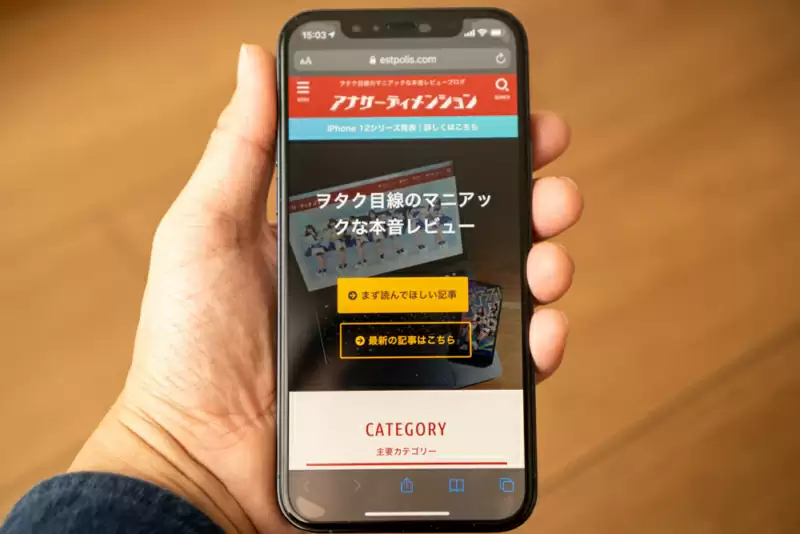 15:03
AA
estpolis.com
ヲタク目線のマニアックな本音レビューブログ
アナザーディメンション
MENU
SEARCH
iPhone 12シリーズ発表｜詳しくはこちら
ヲタク目線のマニアッ
クな本音レビュー
まず読んでほしい記事
最新の記事はこちら
CATEGORY
主要カテゴリー